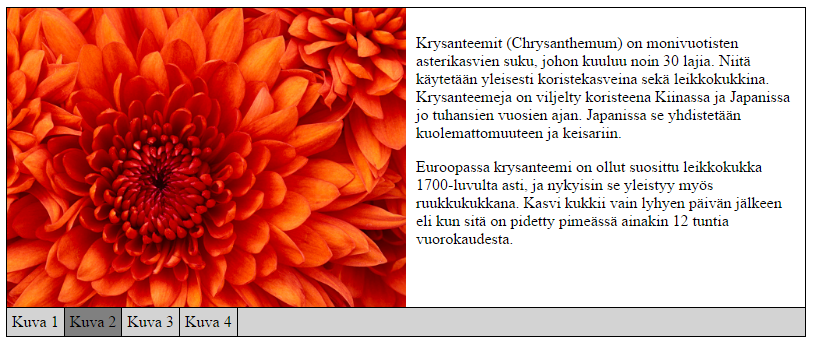 Krysanteemit (Chrysanthemum) on monivuotisten
asterikasvien suku, johon kuuluu noin 30 lajia. Niitä
käytetään yleisesti koristekasveina sekä leikkokukkina.
Krysanteemeja on viljelty koristeena Kiinassa ja Japanissa
jo tuhansien vuosien ajan. Japanissa se yhdistetään
kuolemattomuuteen ja keisariin.
Euroopassa krysanteemi on ollut suosittu leikkokukka
1700-luvulta asti, ja nykyisin se yleistyy myös
ruukkukukkana. Kasvi kukkii vain lyhyen päivän jälkeen
eli kun sitä on pidetty pimeässä ainakin 12 tuntia
vuorokaudesta.
Kuva 1 Kuva 2 Kuva 3 Kuva 4